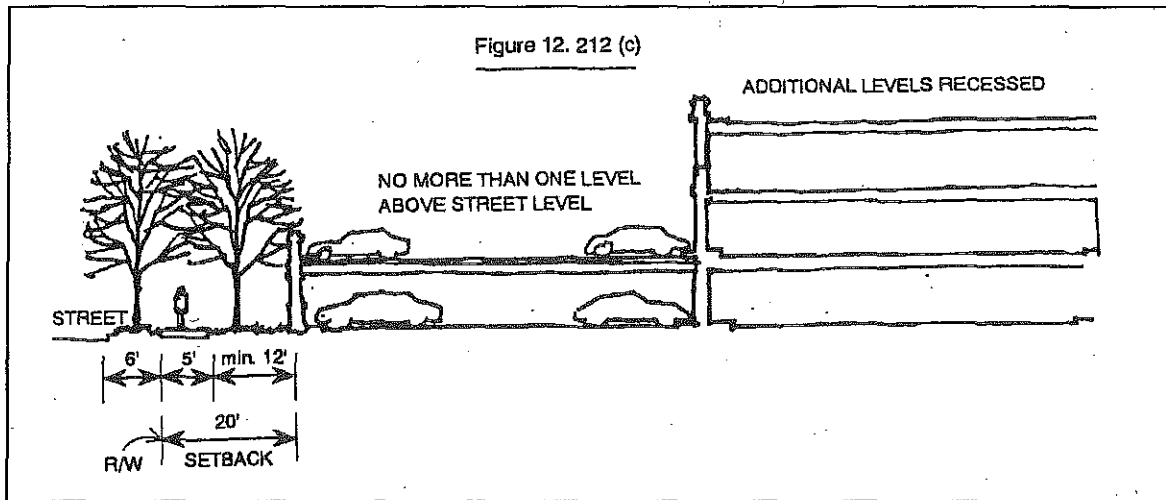 Figure 12. 212 (c)
ADDITIONAL LEVELS RECESSED
NO MORE THAN ONE LEVEL
ABOVE STREET LEVEL
STREET
6' 5' min. 12'
20'
R/W SETBACK